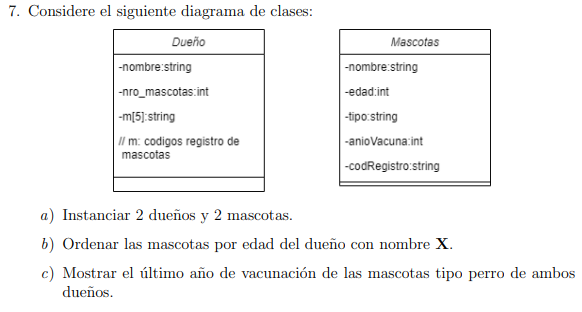 7. Considere el siguiente diagrama de clases:
Dueño
-nombre:string
-nro_mascotas:int
-m[5]:string
// m: codigos registro de
mascotas
Mascotas
-nombre:string
-edad:int
-tipo:string
-anioVacuna:int
-codRegistro:string
a) Instanciar 2 dueños y 2 mascotas.
b) Ordenar las mascotas por edad del dueño con nombre X.
c) Mostrar el último año de vacunación de las mascotas tipo perro de ambos
dueños.